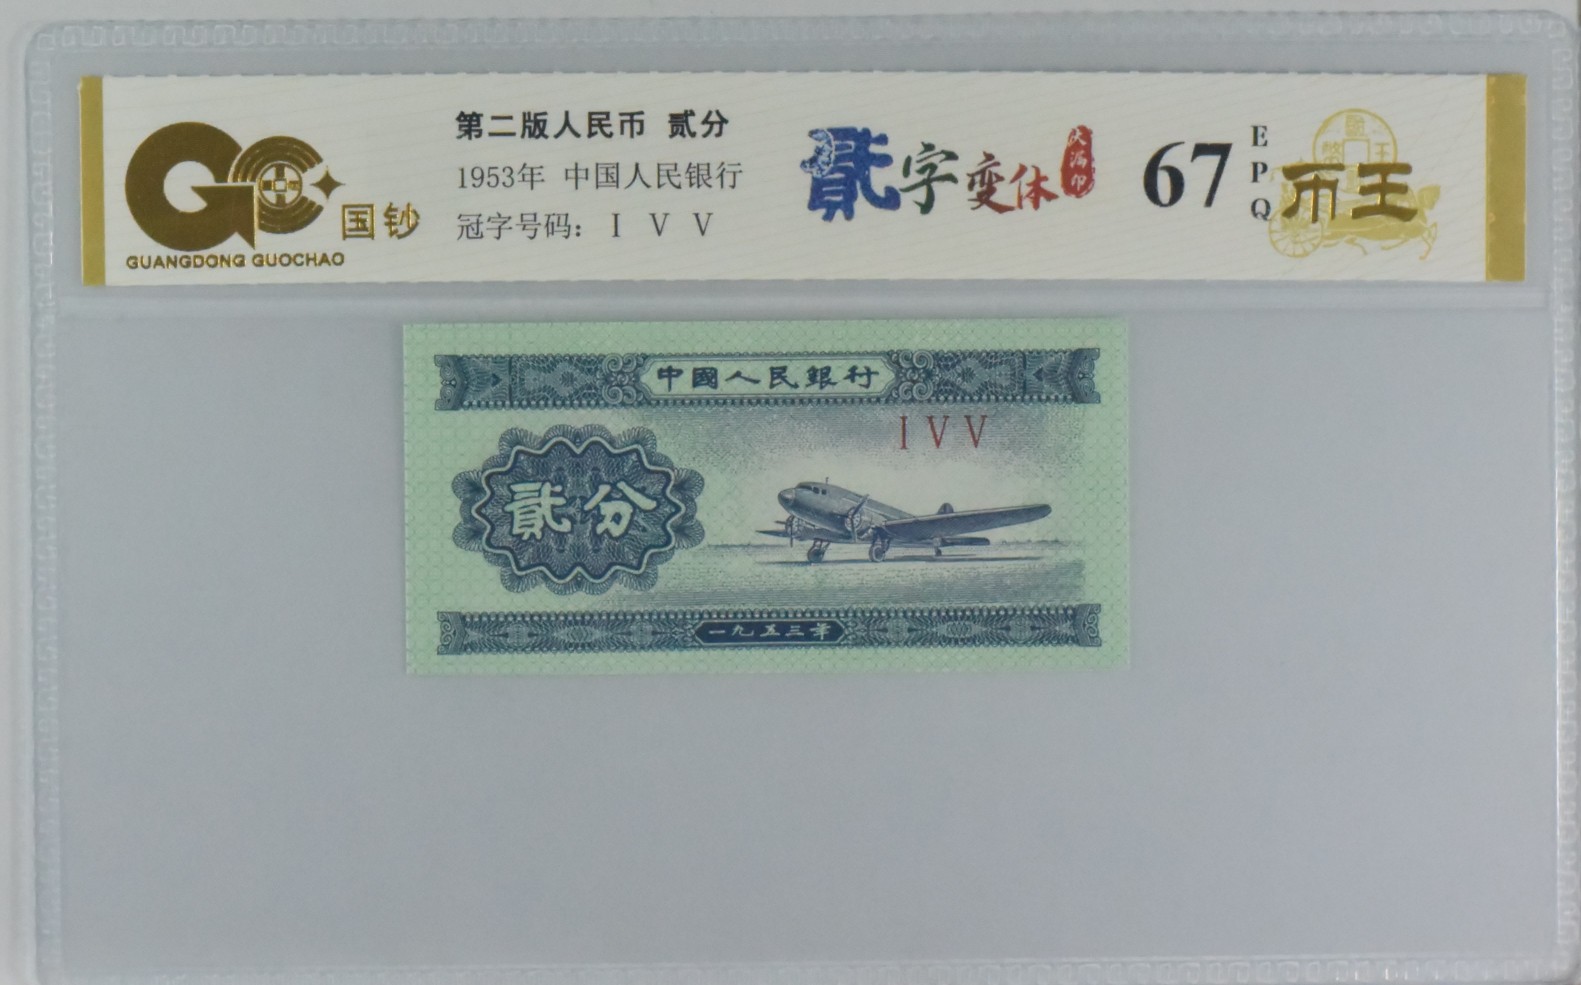 第二版人民币 贰分
1953年 中国人民银行
冠字号码: I V V
国钞
GUANGDONG GUOCHAO
貳字变体
67
EPQ
币王
中國人民銀行
I V V
貳分
一九五三年